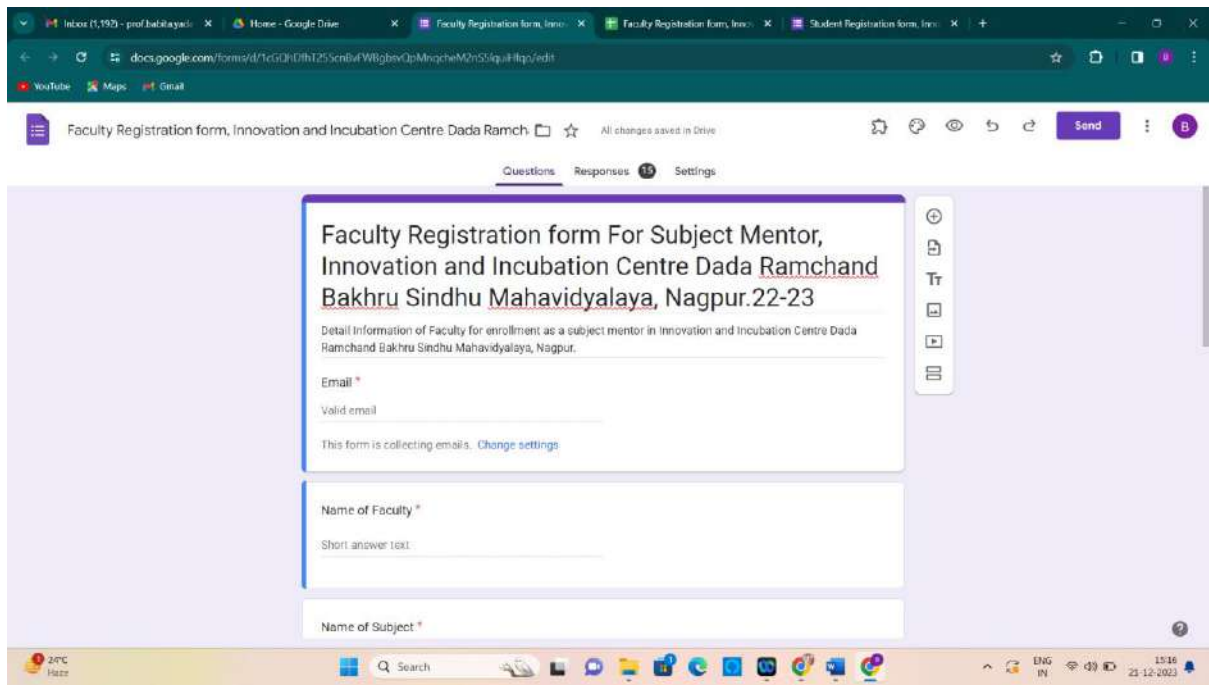 Inbox (1,192) - prof.babitayada
Home - Google Drive
Faculty Registration form, Inno
Faculty Registration form, Inno
Student Registration form, Inn
docs.google.com/forms/d/
/edit
YouTube Maps Gmail
Faculty Registration form, Innovation and Incubation Centre Dada Ramch
All changes saved in Drive
Send
B
Questions Responses 15 Settings
Faculty Registration form For Subject Mentor,
Innovation and Incubation Centre Dada Ramchand
Bakhru Sindhu Mahavidyalaya, Nagpur.22-23
Detail Information of Faculty for enrollment as a subject mentor in Innovation and Incubation Centre Dada
Ramchand Bakhru Sindhu Mahavidyalaya, Nagpur.
Email *
Valid email
This form is collecting emails. Change settings
Name of Faculty *
Short answer text
Name of Subject *
24°C
Haze
Search
ENG
IN
15:16
21-12-2023